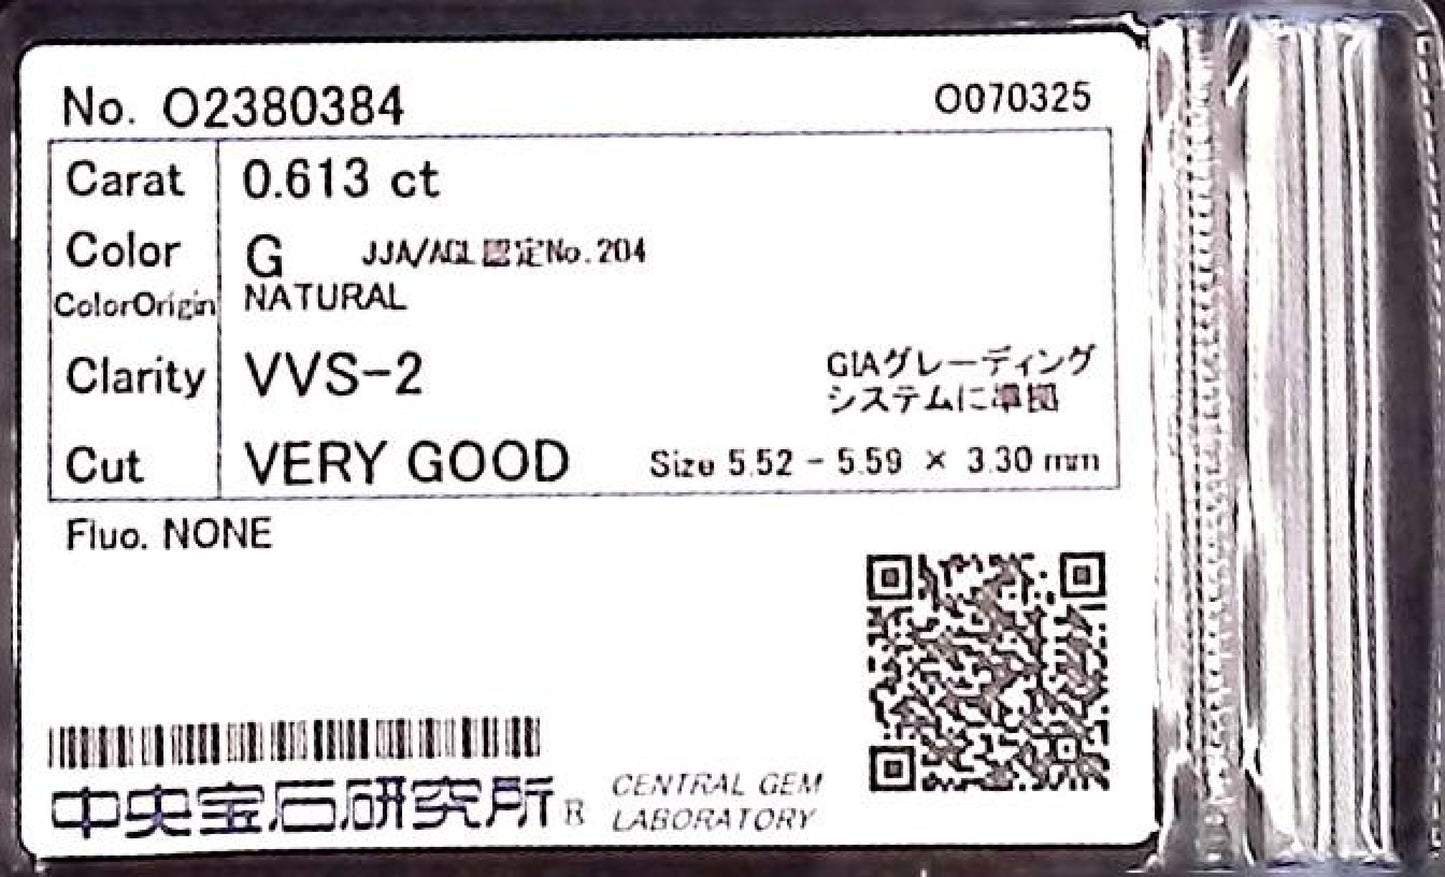 No. O2380384
O070325
Carat 0.613 ct
Color G JJA/AGL認定No.204
ColorOrigin NATURAL
Clarity VVS-2
GIAグレーディング
システムに準拠
Cut VERY GOOD Size 5.52 - 5.59 × 3.30 mm
Fluo. NONE
中央宝石研究所® CENTRAL GEM
LABORATORY